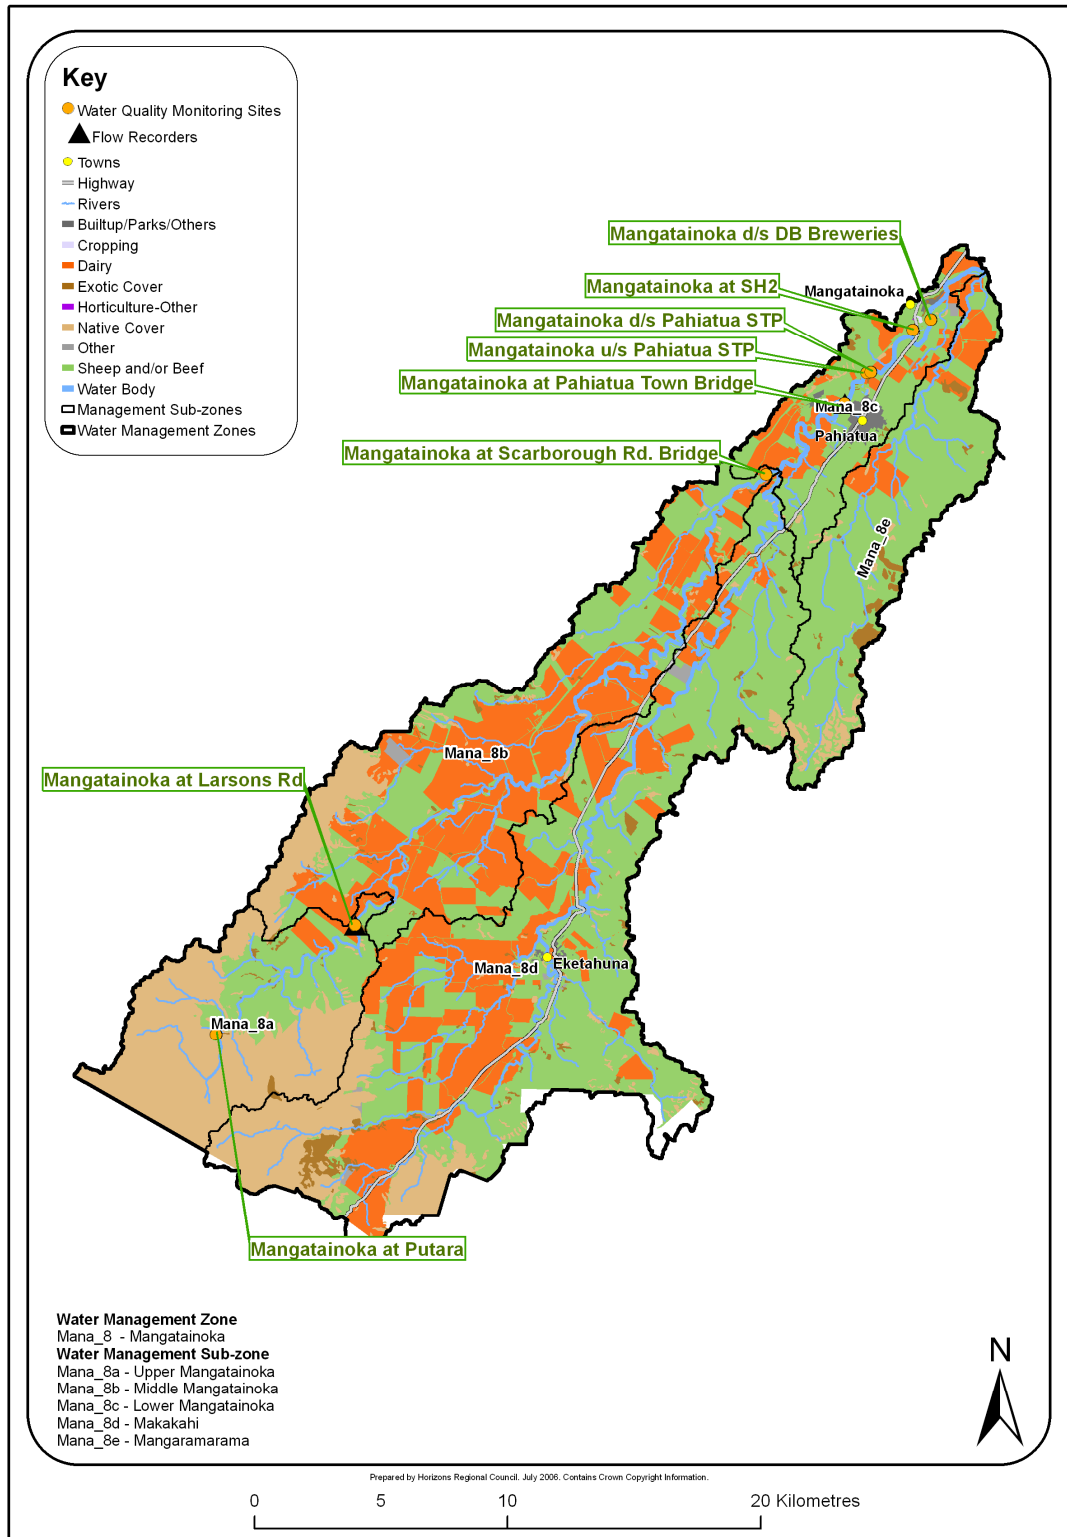 Key
Water Quality Monitoring Sites
Flow Recorders
Towns
Highway
Rivers
Builtup/Parks/Others
Cropping
Dairy
Exotic Cover
Horticulture-Other
Native Cover
Other
Sheep and/or Beef
Water Body
Management Sub-zones
Water Management Zones
Mangatainoka d/s DB Breweries
Mangatainoka at SH2
Mangatainoka
Mangatainoka d/s Pahiatua STP
Mangatainoka u/s Pahiatua STP
Mangatainoka at Pahiatua Town Bridge
Mana_8c
Pahiatua
Mangatainoka at Scarborough Rd. Bridge
Mana_8e
Mana_8b
Mangatainoka at Larsons Rd
Mana_8d
Eketahuna
Mana_8a
Mangatainoka at Putara
Water Management Zone
Mana_8 - Mangatainoka
Water Management Sub-zone
Mana_8a - Upper Mangatainoka
Mana_8b - Middle Mangatainoka
Mana_8c - Lower Mangatainoka
Mana_8d - Makakahi
Mana_8e - Mangaramarama
N
Prepared by Horizons Regional Council. July 2006. Contains Crown Copyright Information.
0 5 10 20 Kilometres